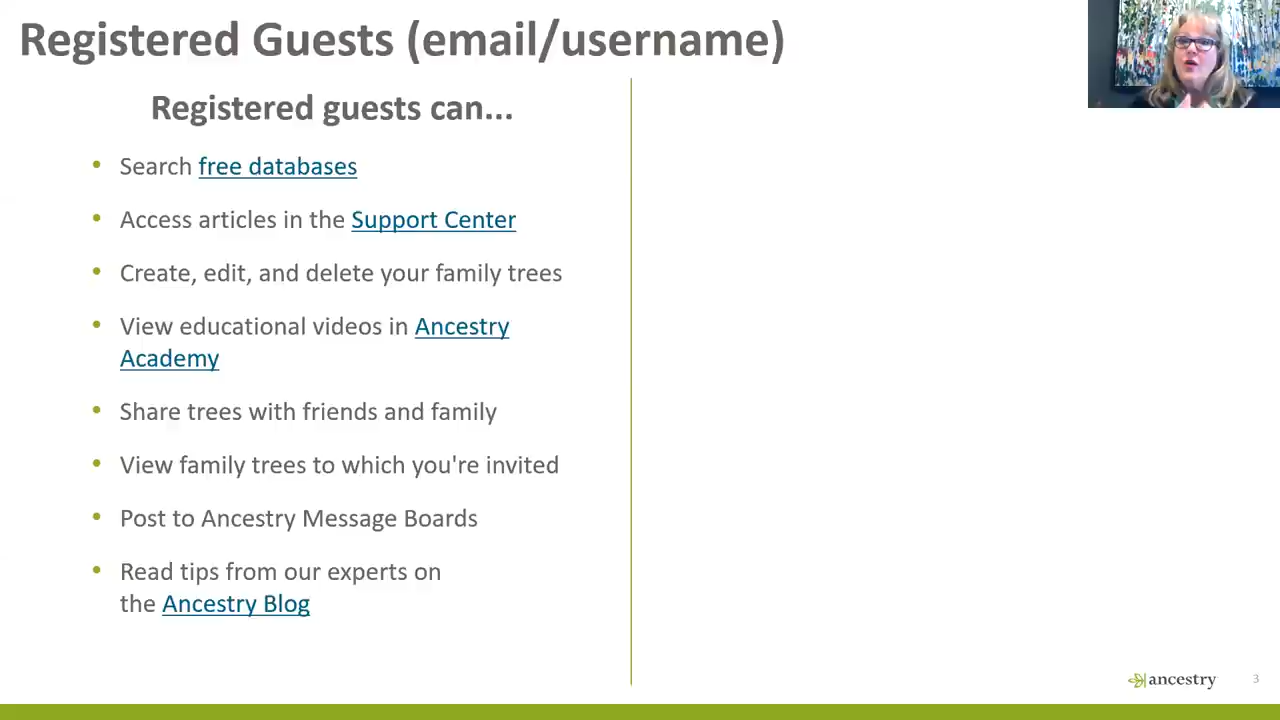 Registered Guests (email/username)
Registered guests can...
• Search free databases
• Access articles in the Support Center
• Create, edit, and delete your family trees
• View educational videos in Ancestry
Academy
• Share trees with friends and family
• View family trees to which you're invited
• Post to Ancestry Message Boards
• Read tips from our experts on
the Ancestry Blog
ancestry
3